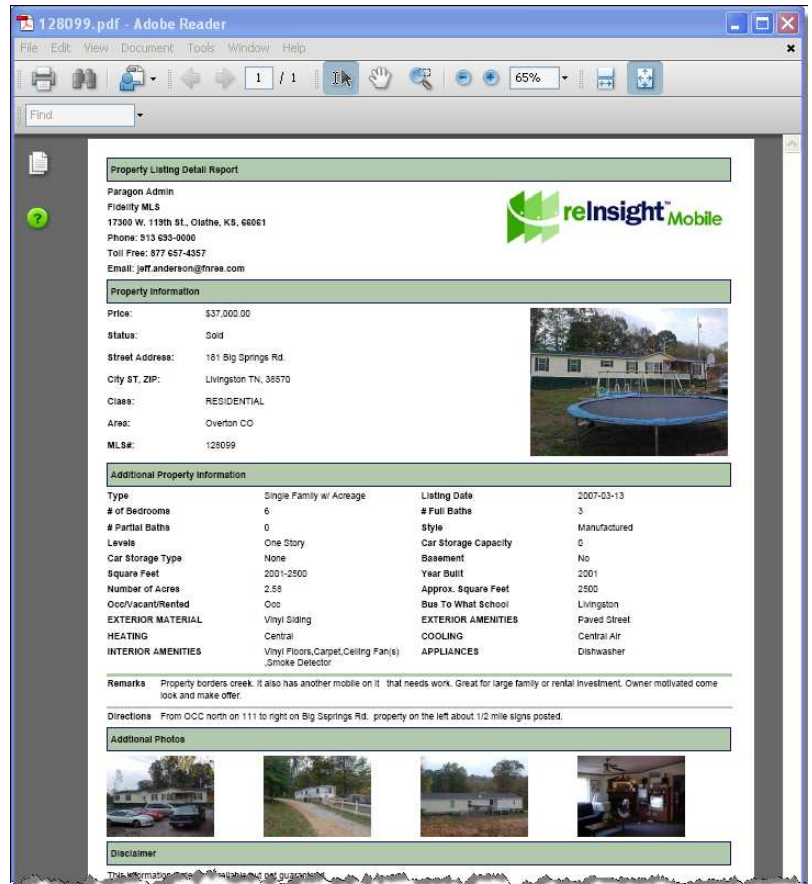 128099.pdf - Adobe Reader
File Edit View Document Tools Window Help
1 / 1 65%
Find
Property Listing Detail Report
Paragon Admin
Fidelity MLS
17300 W. 119th St., Olathe, KS, 66061
Phone: 913 693-0000
Toll Free: 877 657-4357
Email: jeff.anderson@fnres.com
reInsight™ Mobile
Property Information
Price: $37,000.00
Status: Sold
Street Address: 181 Big Springs Rd.
City ST, ZIP: Livingston TN, 38570
Class: RESIDENTIAL
Area: Overton CO
MLS#: 128099
Additional Property Information
Type Single Family w/ Acreage Listing Date 2007-03-13
# of Bedrooms 6 # Full Baths 3
# Partial Baths 0 Style Manufactured
Levels One Story Car Storage Capacity 0
Car Storage Type None Basement No
Square Feet 2001-2500 Year Built 2001
Number of Acres 2.58 Approx. Square Feet 2500
Occ/Vacant/Rented Occ Bus To What School Livingston
EXTERIOR MATERIAL Vinyl Siding EXTERIOR AMENITIES Paved Street
HEATING Central COOLING Central Air
INTERIOR AMENITIES Vinyl Floors,Carpet,Ceiling Fan(s) APPLIANCES Dishwasher
,Smoke Detector
Remarks Property borders creek. It also has another mobile on it that needs work. Great for large family or rental investment. Owner motivated come
look and make offer.
Directions From OCC north on 111 to right on Big Ssprings Rd. property on the left about 1/2 mile signs posted.
Addtional Photos
Disclaimer
This information